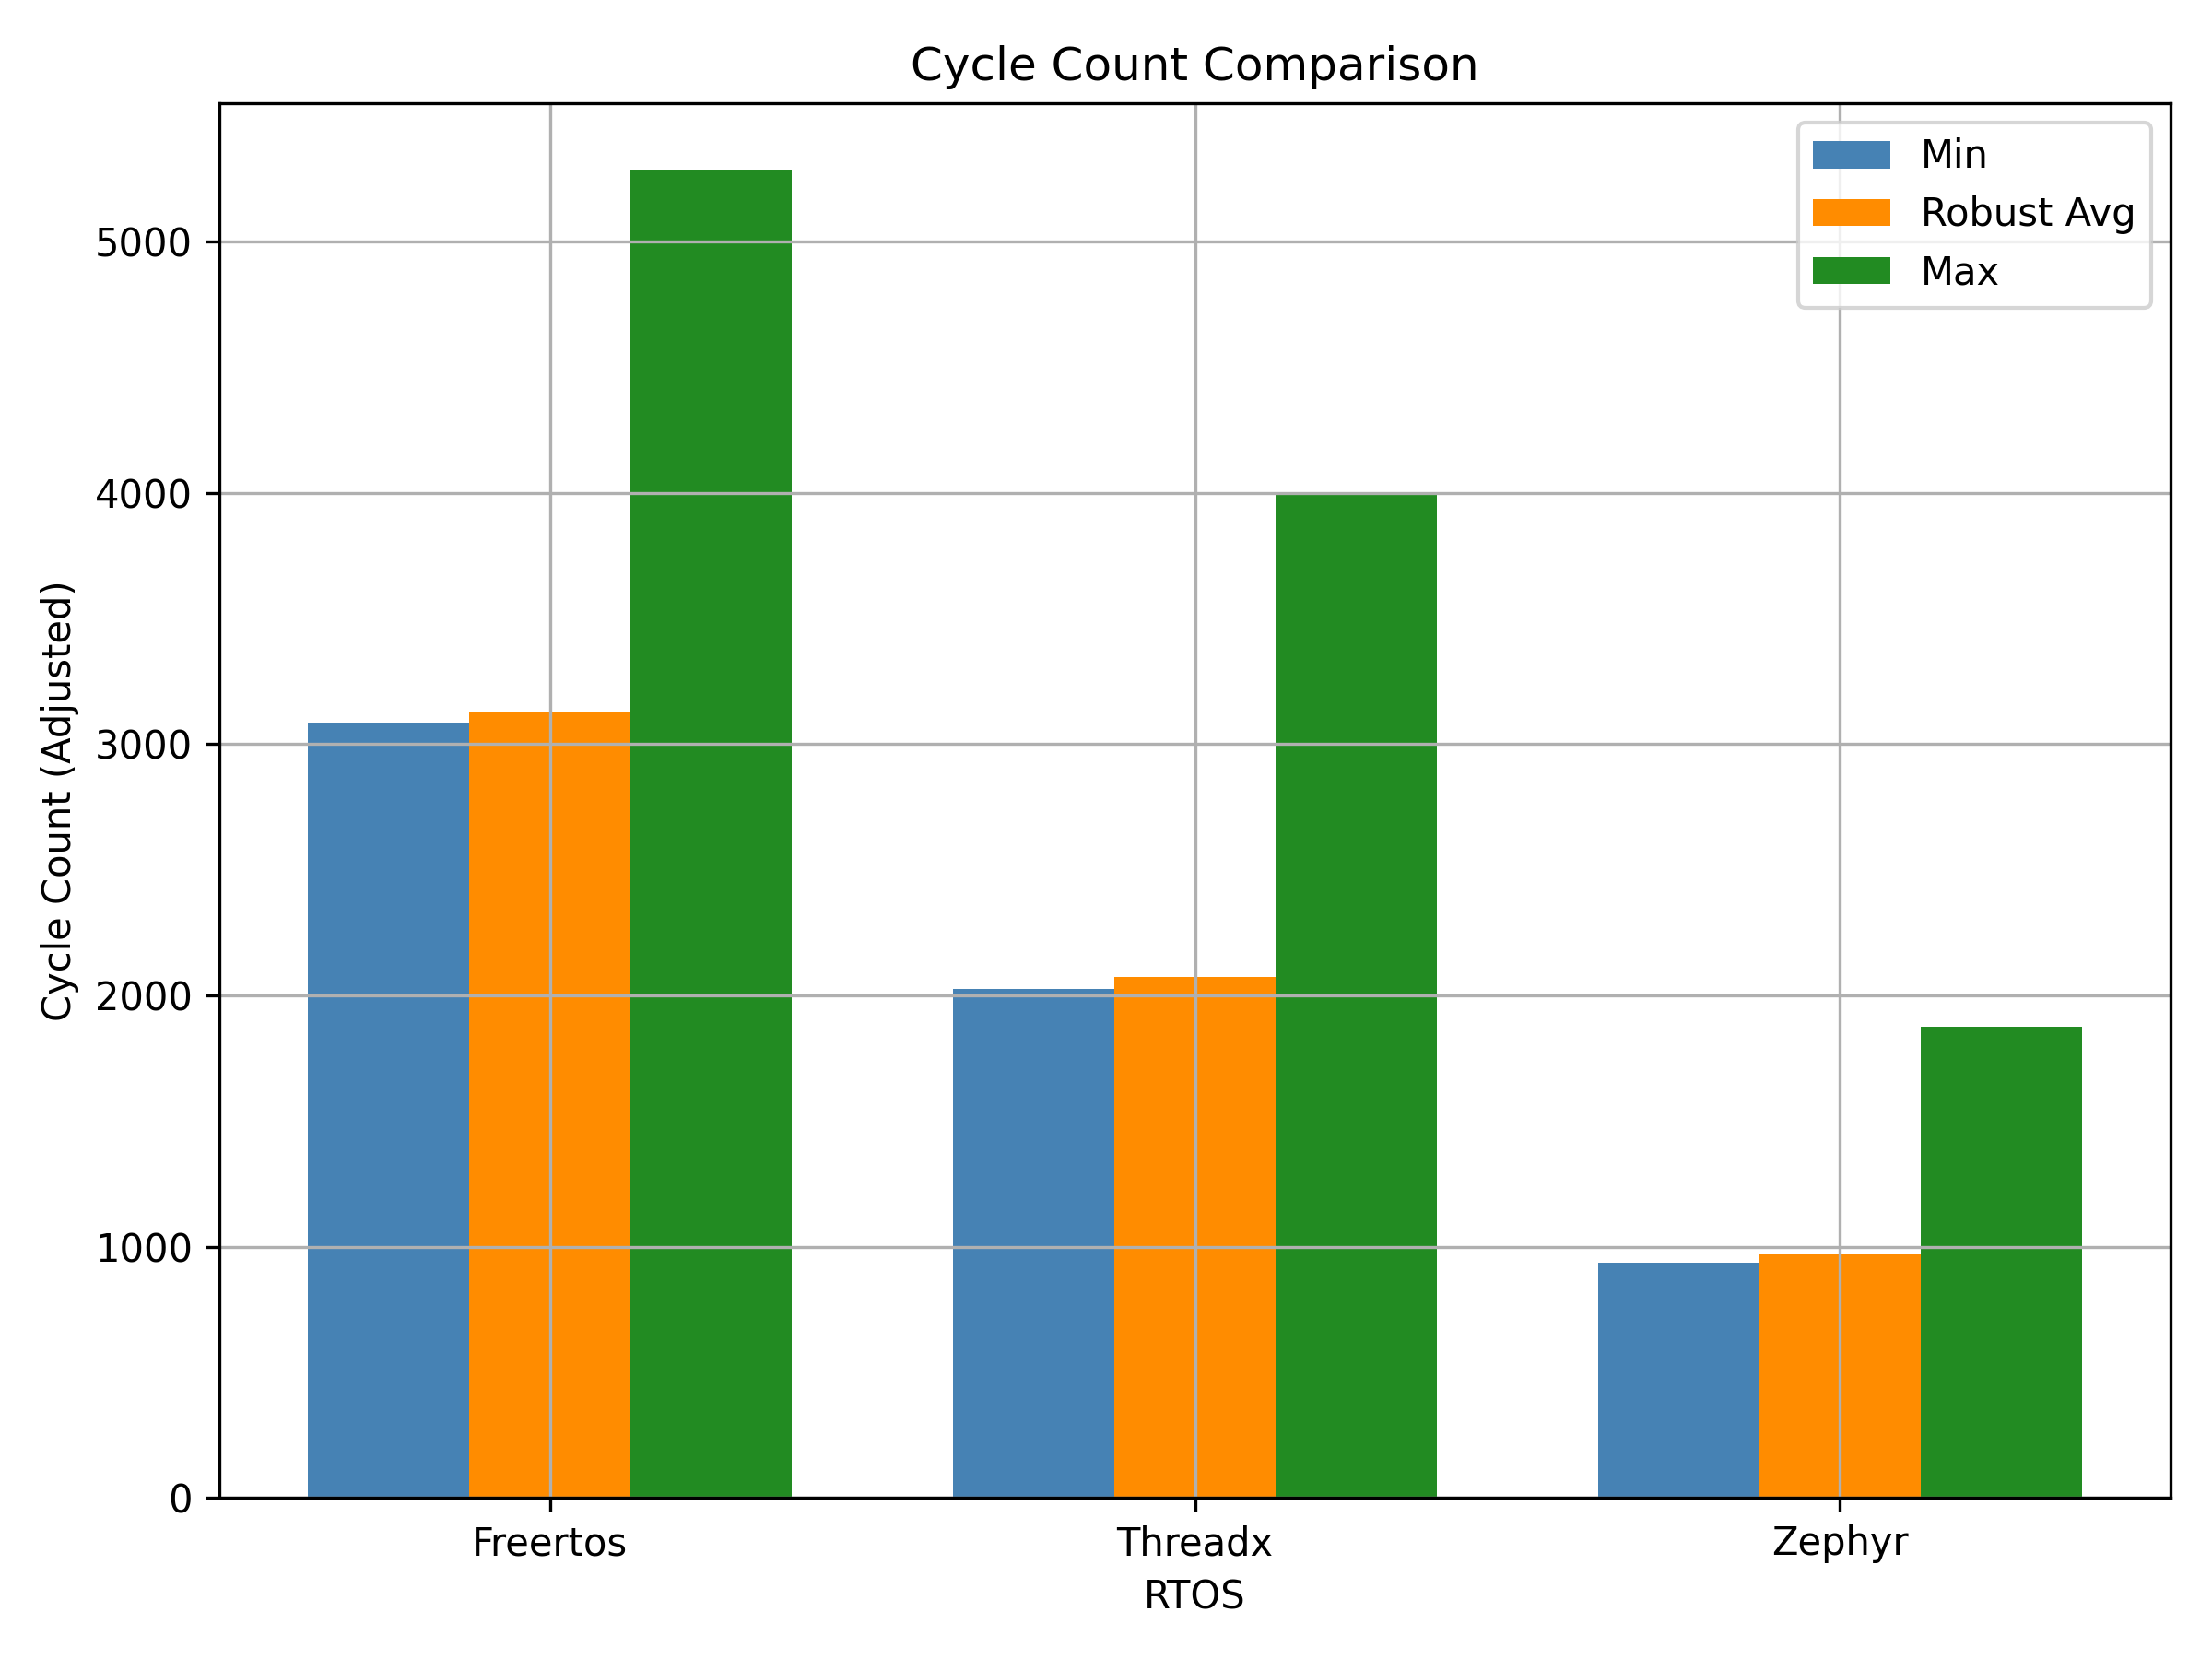 Cycle Count Comparison
Min
Robust Avg
Max
Cycle Count (Adjusted)
5000
4000
3000
2000
1000
0
Freertos
Threadx
Zephyr
RTOS